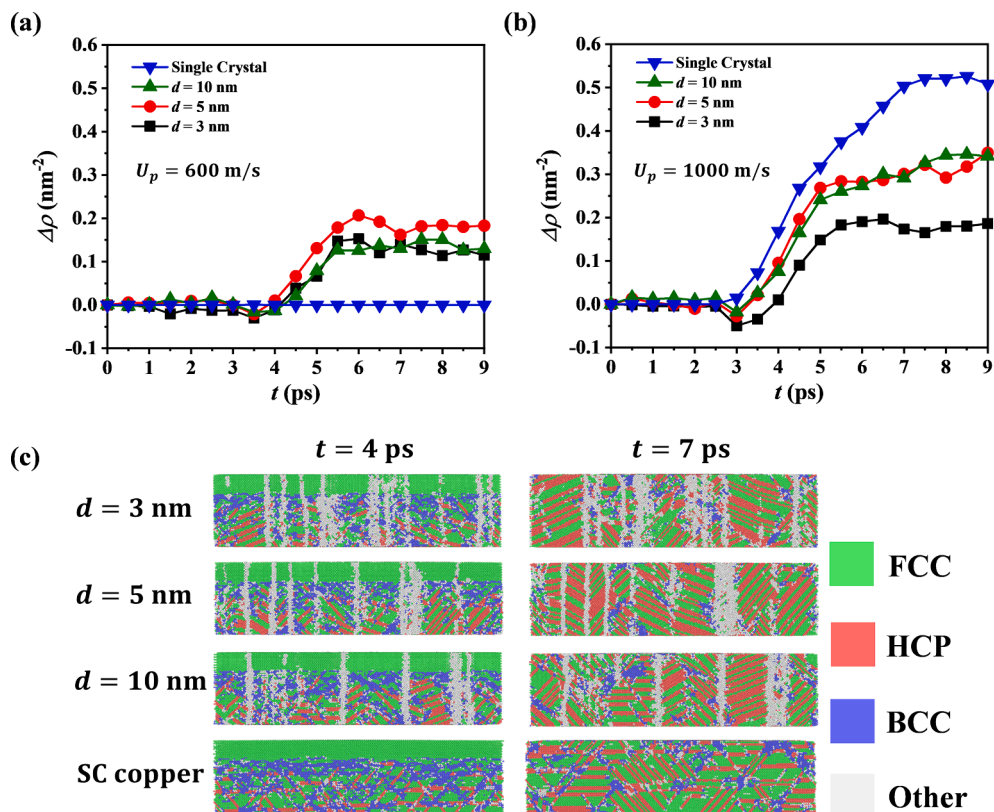 (a)
0.6
0.5
0.4
0.3
0.2
0.1
0.0
-0.1
Δρ (nm⁻²)
Single Crystal
d = 10 nm
d = 5 nm
d = 3 nm
U_p = 600 m/s
0 1 2 3 4 5 6 7 8 9
t (ps)
(b)
0.6
0.5
0.4
0.3
0.2
0.1
0.0
-0.1
Δρ (nm⁻²)
Single Crystal
d = 10 nm
d = 5 nm
d = 3 nm
U_p = 1000 m/s
0 1 2 3 4 5 6 7 8 9
t (ps)
(c)
t = 4 ps
t = 7 ps
d = 3 nm
d = 5 nm
d = 10 nm
SC copper
FCC
HCP
BCC
Other